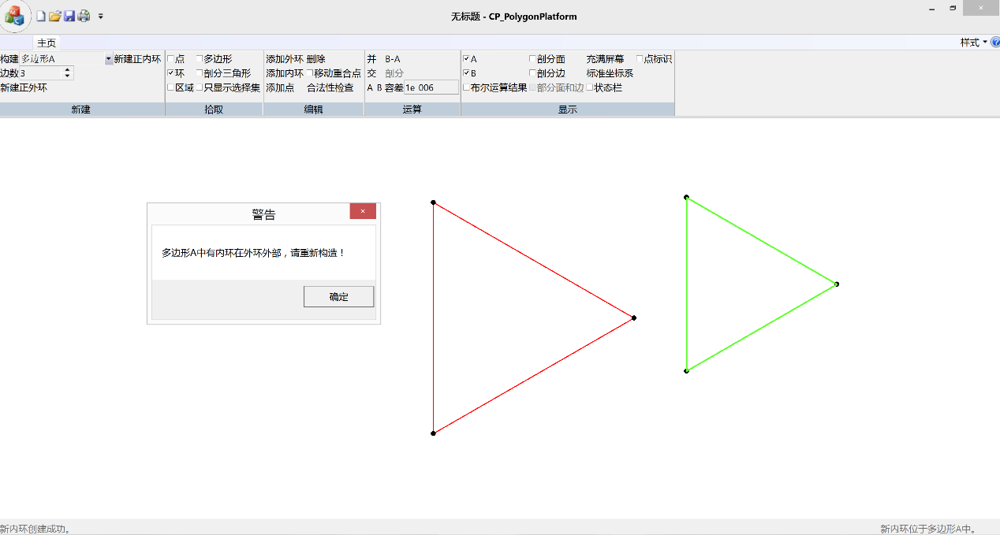 无标题 - CP_PolygonPlatform
主页
样式
构建 多边形A 新建正内环
边数 3
新建正外环
新建
点 多边形
环 剖分三角形
区域 只显示选择集
拾取
添加外环 删除
添加内环 移动重合点
添加点 合法性检查
编辑
并 B-A
交 剖分
A B 容差 1e 006
运算
A 剖分面 充满屏幕 点标识
B 剖分边 标准坐标系
布尔运算结果 部分面和边 状态栏
显示
警告
多边形A中有内环在外环外部，请重新构造！
确定
新内环创建成功。
新内环位于多边形A中。